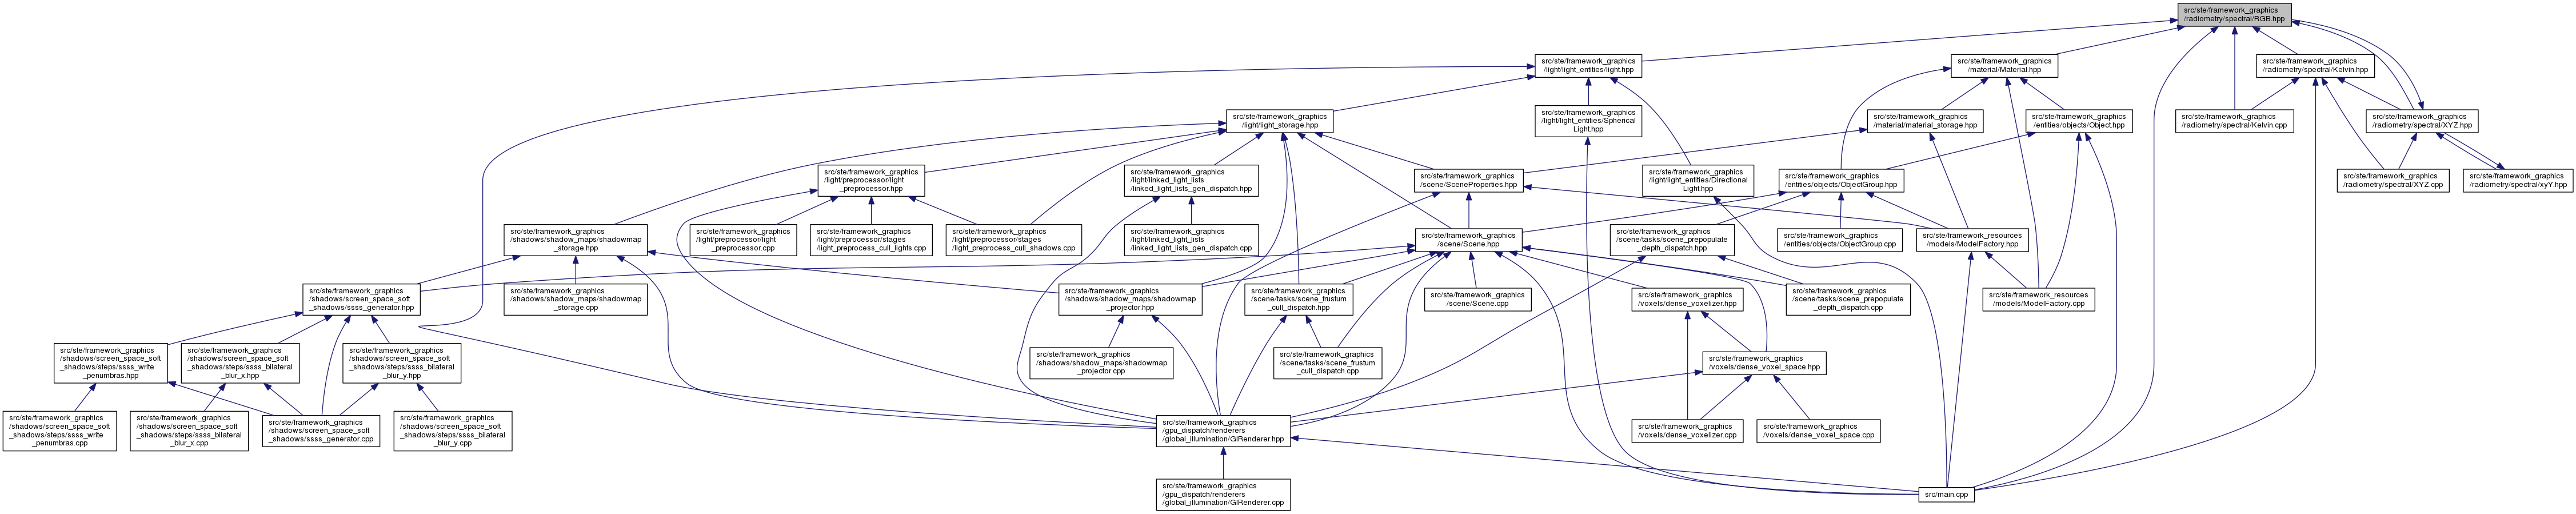 src/ste/framework_graphics
/radiometry/spectral/RGB.hpp
src/ste/framework_graphics
/light/light_entities/light.hpp
src/ste/framework_graphics
/material/Material.hpp
src/ste/framework_graphics
/radiometry/spectral/Kelvin.hpp
src/ste/framework_graphics
/light/light_storage.hpp
src/ste/framework_graphics
/light/light_entities/Spherical
Light.hpp
src/ste/framework_graphics
/material/material_storage.hpp
src/ste/framework_graphics
/entities/objects/Object.hpp
src/ste/framework_graphics
/radiometry/spectral/Kelvin.cpp
src/ste/framework_graphics
/radiometry/spectral/XYZ.hpp
src/ste/framework_graphics
/light/preprocessor/light
_preprocessor.hpp
src/ste/framework_graphics
/light/linked_light_lists
/linked_light_lists_gen_dispatch.hpp
src/ste/framework_graphics
/scene/SceneProperties.hpp
src/ste/framework_graphics
/light/light_entities/Directional
Light.hpp
src/ste/framework_graphics
/entities/objects/ObjectGroup.hpp
src/ste/framework_graphics
/radiometry/spectral/XYZ.cpp
src/ste/framework_graphics
/radiometry/spectral/xyY.hpp
src/ste/framework_graphics
/shadows/shadow_maps/shadowmap
_storage.hpp
src/ste/framework_graphics
/light/preprocessor/light
_preprocessor.cpp
src/ste/framework_graphics
/light/preprocessor/stages
/light_preprocess_cull_lights.cpp
src/ste/framework_graphics
/light/preprocessor/stages
/light_preprocess_cull_shadows.cpp
src/ste/framework_graphics
/light/linked_light_lists
/linked_light_lists_gen_dispatch.cpp
src/ste/framework_graphics
/scene/Scene.hpp
src/ste/framework_graphics
/scene/tasks/scene_prepopulate
_depth_dispatch.hpp
src/ste/framework_graphics
/entities/objects/ObjectGroup.cpp
src/ste/framework_resources
/models/ModelFactory.hpp
src/ste/framework_graphics
/shadows/screen_space_soft
_shadows/ssss_generator.hpp
src/ste/framework_graphics
/shadows/shadow_maps/shadowmap
_storage.cpp
src/ste/framework_graphics
/shadows/shadow_maps/shadowmap
_projector.hpp
src/ste/framework_graphics
/scene/tasks/scene_frustum
_cull_dispatch.hpp
src/ste/framework_graphics
/scene/Scene.cpp
src/ste/framework_graphics
/voxels/dense_voxelizer.hpp
src/ste/framework_graphics
/scene/tasks/scene_prepopulate
_depth_dispatch.cpp
src/ste/framework_resources
/models/ModelFactory.cpp
src/ste/framework_graphics
/shadows/screen_space_soft
_shadows/steps/ssss_write
_penumbras.hpp
src/ste/framework_graphics
/shadows/screen_space_soft
_shadows/steps/ssss_bilateral
_blur_x.hpp
src/ste/framework_graphics
/shadows/screen_space_soft
_shadows/steps/ssss_bilateral
_blur_y.hpp
src/ste/framework_graphics
/shadows/shadow_maps/shadowmap
_projector.cpp
src/ste/framework_graphics
/scene/tasks/scene_frustum
_cull_dispatch.cpp
src/ste/framework_graphics
/voxels/dense_voxel_space.hpp
src/ste/framework_graphics
/shadows/screen_space_soft
_shadows/steps/ssss_write
_penumbras.cpp
src/ste/framework_graphics
/shadows/screen_space_soft
_shadows/steps/ssss_bilateral
_blur_x.cpp
src/ste/framework_graphics
/shadows/screen_space_soft
_shadows/ssss_generator.cpp
src/ste/framework_graphics
/shadows/screen_space_soft
_shadows/steps/ssss_bilateral
_blur_y.cpp
src/ste/framework_graphics
/gpu_dispatch/renderers
/global_illumination/GIRenderer.hpp
src/ste/framework_graphics
/voxels/dense_voxelizer.cpp
src/ste/framework_graphics
/voxels/dense_voxel_space.cpp
src/ste/framework_graphics
/gpu_dispatch/renderers
/global_illumination/GIRenderer.cpp
src/main.cpp